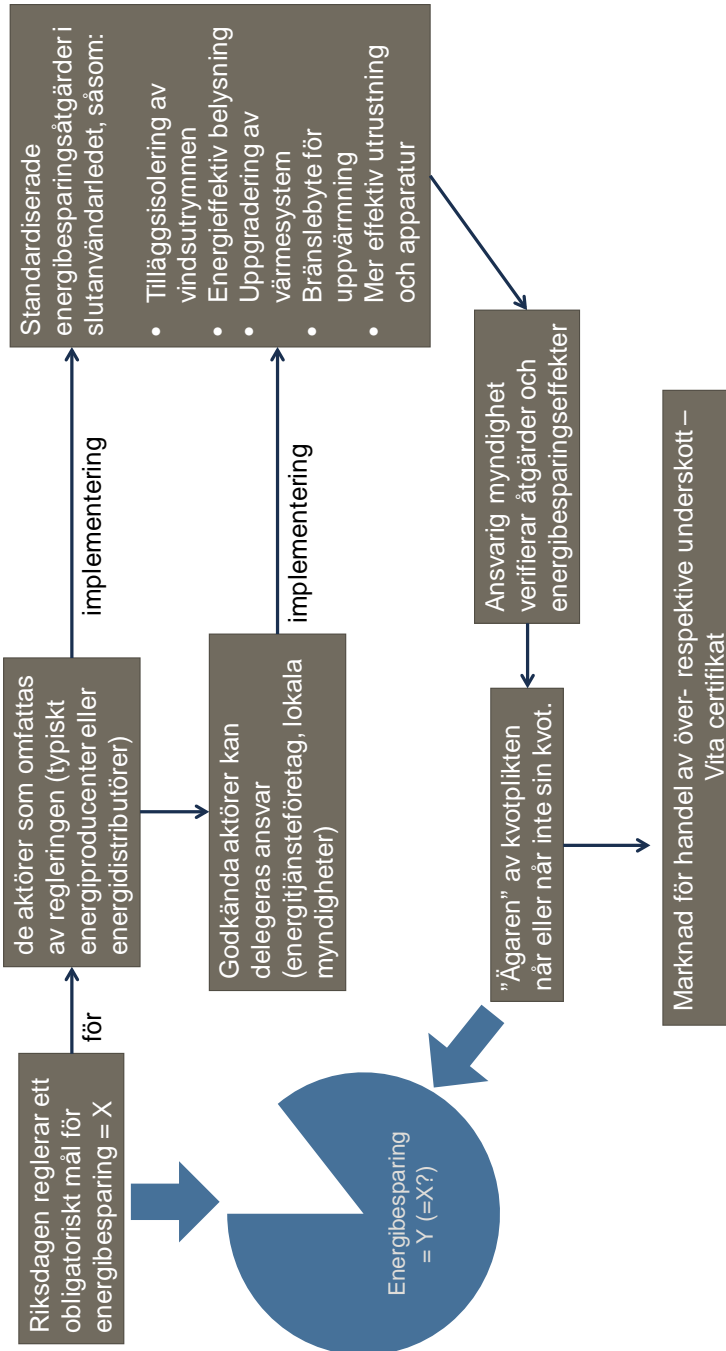 Riksdagen reglerar ett
obligatoriskt mål för
energibesparing = X
för
de aktörer som omfattas
av regleringen (typiskt
energiproducenter eller
energidistributörer)
implementering
Standardiserade
energibesparingsåtgärder i
slutanvändarledet, såsom:
• Tilläggsisolering av
vindsutrymmen
• Energieffektiv belysning
• Uppgradering av
värmesystem
• Bränslebyte för
uppvärmning
• Mer effektiv utrustning
och apparatur
Godkända aktörer kan
delegeras ansvar
(energitjänsteföretag, lokala
myndigheter)
implementering
Energibesparing
= Y (=X?)
”Ägaren” av kvotplikten
når eller når inte sin kvot.
Ansvarig myndighet
verifierar åtgärder och
energibesparingseffekter
Marknad för handel av över- respektive underskott –
Vita certifikat